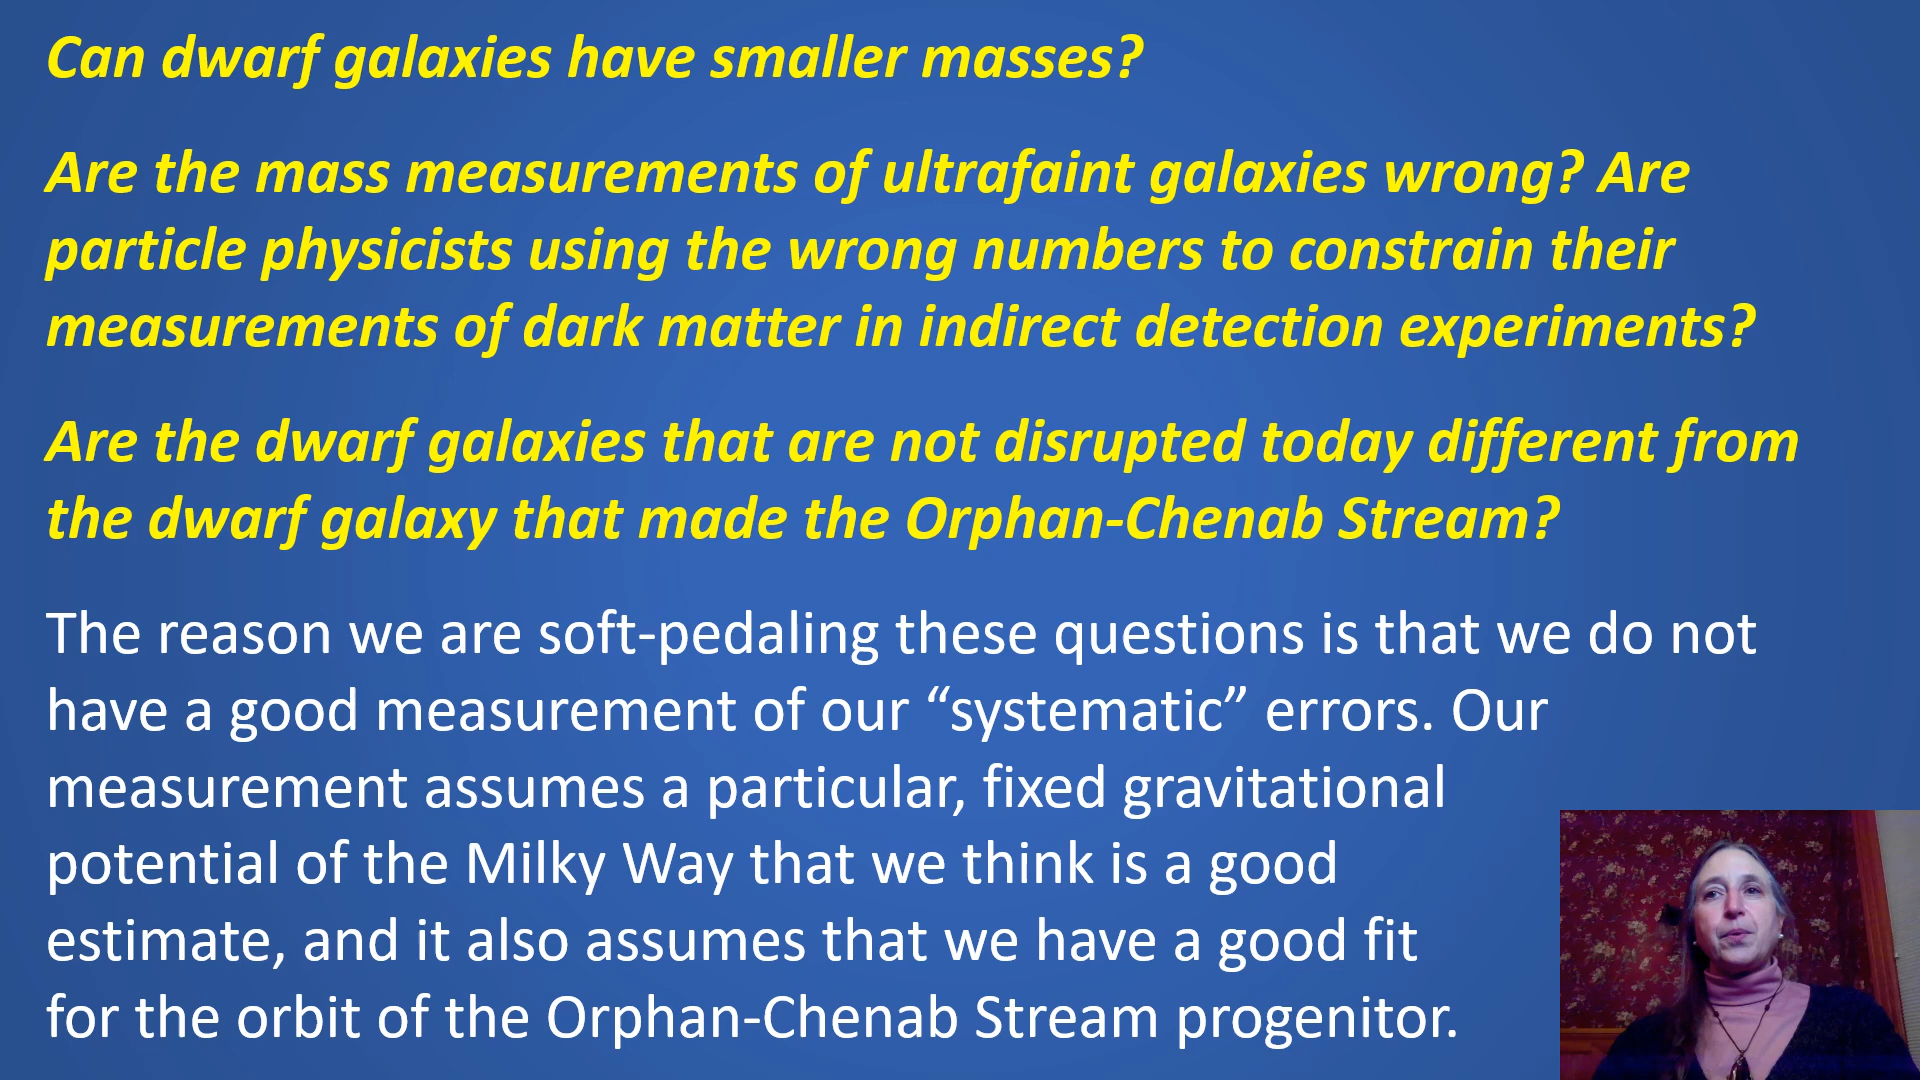 Can dwarf galaxies have smaller masses?
Are the mass measurements of ultrafaint galaxies wrong? Are
particle physicists using the wrong numbers to constrain their
measurements of dark matter in indirect detection experiments?
Are the dwarf galaxies that are not disrupted today different from
the dwarf galaxy that made the Orphan-Chenab Stream?
The reason we are soft-pedaling these questions is that we do not
have a good measurement of our “systematic” errors. Our
measurement assumes a particular, fixed gravitational
potential of the Milky Way that we think is a good
estimate, and it also assumes that we have a good fit
for the orbit of the Orphan-Chenab Stream progenitor.